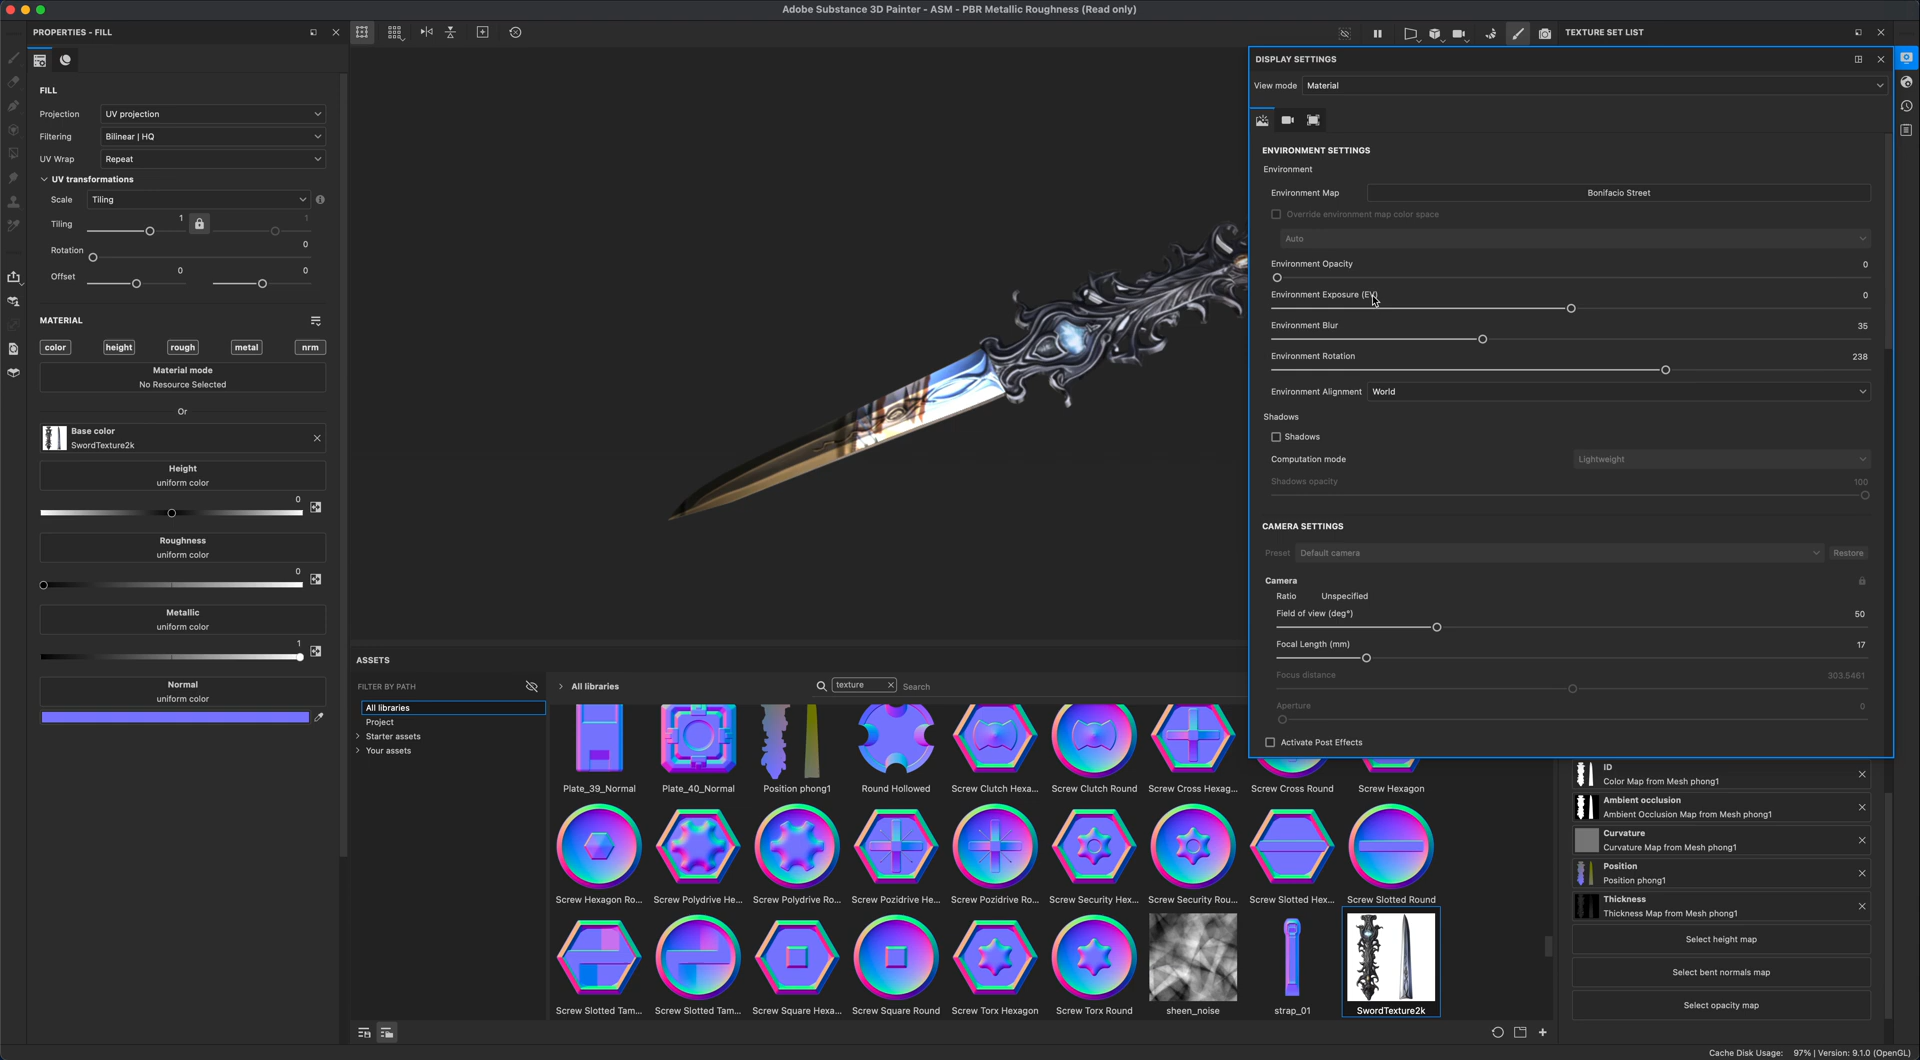 Adobe Substance 3D Painter - ASM - PBR Metallic Roughness (Read only)
PROPERTIES - FILL
FILL
Projection UV projection
Filtering Bilinear | HQ
UV Wrap Repeat
UV transformations
Scale Tiling
Tiling 1 1
Rotation 0
Offset 0 0
MATERIAL
color height rough metal nrm
Material mode
No Resource Selected
Or
Base color
SwordTexture2k
Height
uniform color
0
Roughness
uniform color
0
Metallic
uniform color
1
Normal
uniform color
TEXTURE SET LIST
DISPLAY SETTINGS
View mode Material
ENVIRONMENT SETTINGS
Environment
Environment Map Bonifacio Street
Override environment map color space
Auto
Environment Opacity 0
Environment Exposure (EV) 0
Environment Blur 35
Environment Rotation 238
Environment Alignment World
Shadows
Shadows
Computation mode Lightweight
Shadows opacity 100
CAMERA SETTINGS
Preset Default camera Restore
Camera
Ratio Unspecified
Field of view (deg°) 50
Focal Length (mm) 17
Focus distance 303.5461
Aperture 0
Activate Post Effects
ASSETS
FILTER BY PATH
All libraries
Project
Starter assets
Your assets
All libraries
texture Search
Plate_39_Normal Plate_40_Normal Position phong1 Round Hollowed Screw Clutch Hexa... Screw Clutch Round Screw Cross Hexag... Screw Cross Round Screw Hexagon
Screw Hexagon Ro... Screw Polydrive He... Screw Polydrive Ro... Screw Pozidrive He... Screw Pozidrive Ro... Screw Security Hex... Screw Security Rou... Screw Slotted Hex... Screw Slotted Round
Screw Slotted Tam... Screw Slotted Tam... Screw Square Hexa... Screw Square Round Screw Torx Hexagon Screw Torx Round sheen_noise strap_01 SwordTexture2k
ID
Color Map from Mesh phong1
Ambient occlusion
Ambient Occlusion Map from Mesh phong1
Curvature
Curvature Map from Mesh phong1
Position
Position phong1
Thickness
Thickness Map from Mesh phong1
Select height map
Select bent normals map
Select opacity map
Cache Disk Usage: 97% | Version: 9.1.0 (OpenGL)